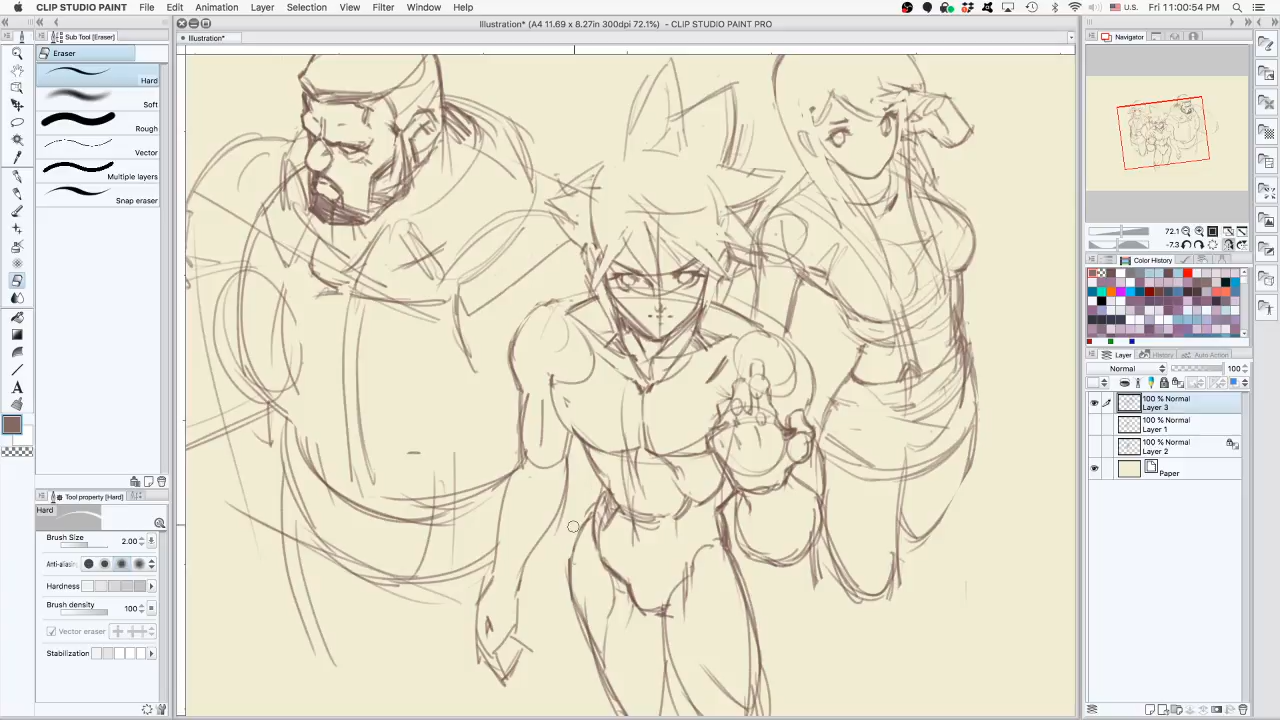 CLIP STUDIO PAINT File Edit Animation Layer Selection View Filter Window Help U.S. Fri 11:00:54 PM
Illustration* (A4 11.69 x 8.27in 300dpi 72.1%) - CLIP STUDIO PAINT PRO
Sub Tool [Eraser]
Illustration*
Navigator
Eraser
Hard
Soft
Rough
Vector
Multiple layers
Snap eraser
72.1
-7.3
Color History
Layer
History
Auto Action
Normal
100
100 % Normal
Layer 3
100 % Normal
Layer 1
100 % Normal
Layer 2
Paper
Tool property [Hard]
Hard
Brush Size
2.00
Anti-aliasing
Hardness
Brush density
100
Vector eraser
Stabilization